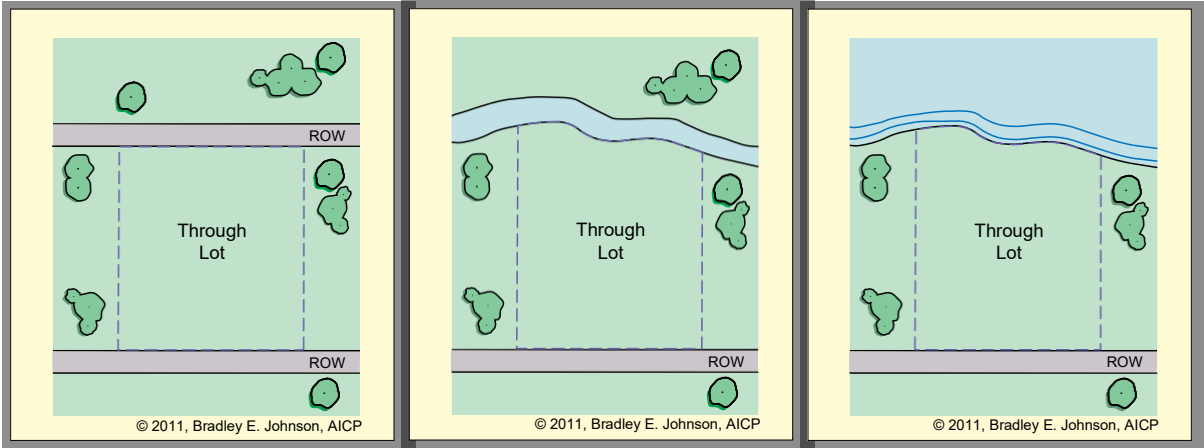 ROW
Through
Lot
ROW
© 2011, Bradley E. Johnson, AICP
Through
Lot
ROW
© 2011, Bradley E. Johnson, AICP
Through
Lot
ROW
© 2011, Bradley E. Johnson, AICP